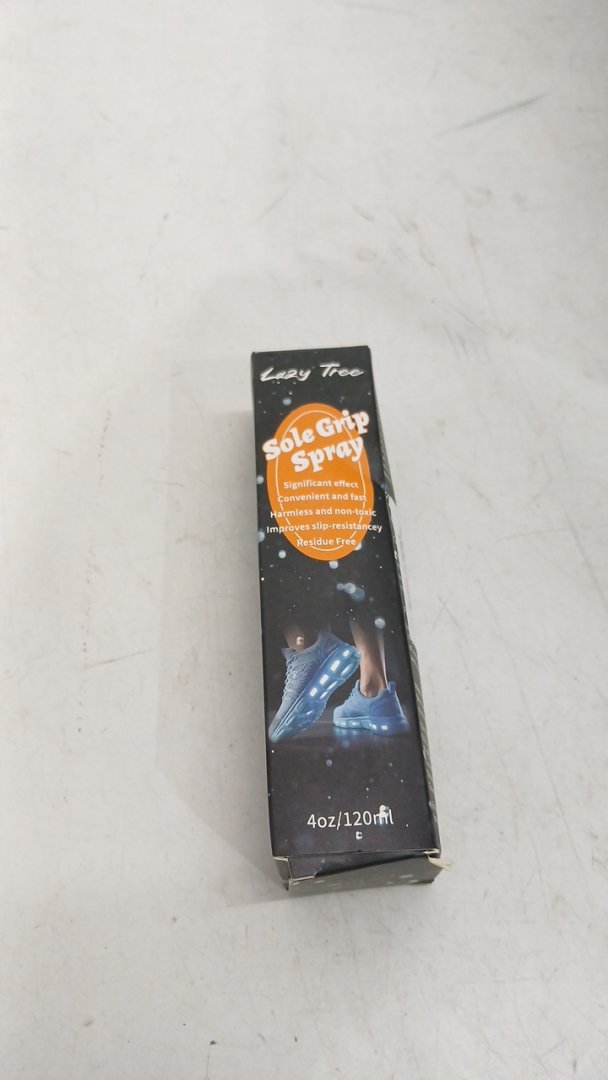 Lazy Tree
Sole Grip
Spray
Significant effect
Convenient and fast
Harmless and non-toxic
Improves slip-resistancey
Residue Free
4oz/120ml